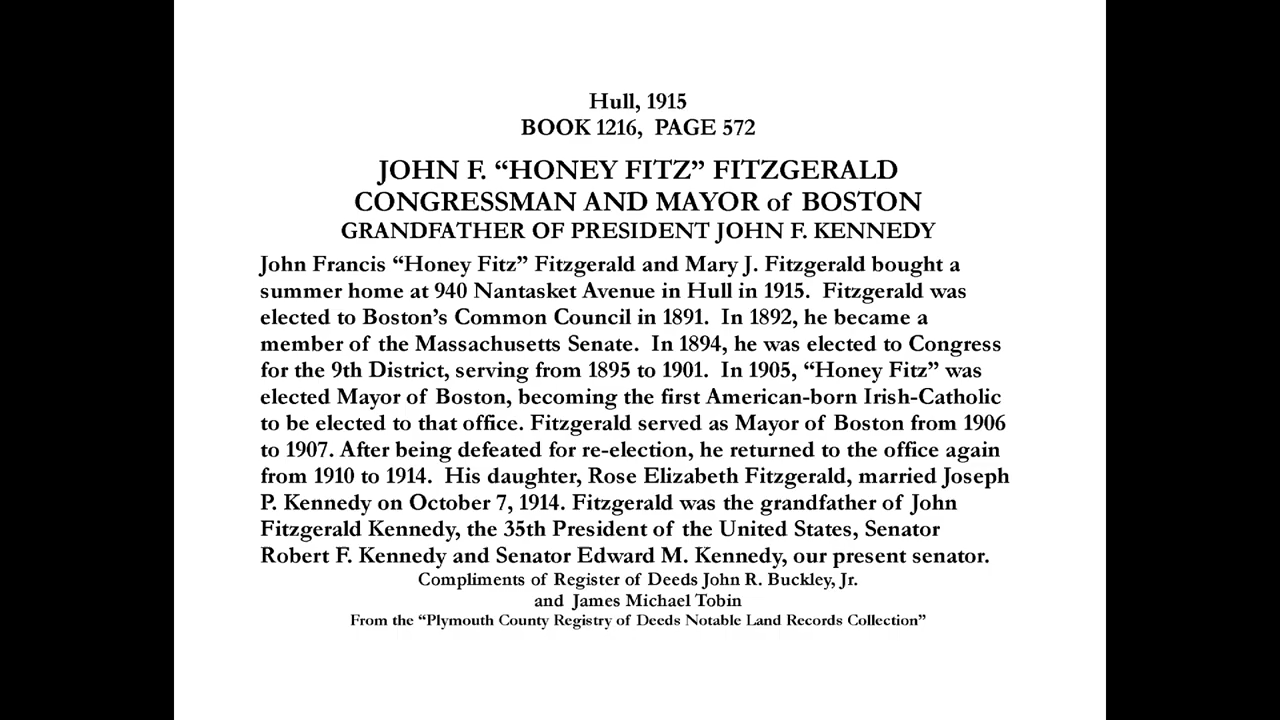 Hull, 1915
BOOK 1216, PAGE 572
JOHN F. “HONEY FITZ” FITZGERALD
CONGRESSMAN AND MAYOR of BOSTON
GRANDFATHER OF PRESIDENT JOHN F. KENNEDY
John Francis “Honey Fitz” Fitzgerald and Mary J. Fitzgerald bought a
summer home at 940 Nantasket Avenue in Hull in 1915. Fitzgerald was
elected to Boston’s Common Council in 1891. In 1892, he became a
member of the Massachusetts Senate. In 1894, he was elected to Congress
for the 9th District, serving from 1895 to 1901. In 1905, “Honey Fitz” was
elected Mayor of Boston, becoming the first American-born Irish-Catholic
to be elected to that office. Fitzgerald served as Mayor of Boston from 1906
to 1907. After being defeated for re-election, he returned to the office again
from 1910 to 1914. His daughter, Rose Elizabeth Fitzgerald, married Joseph
P. Kennedy on October 7, 1914. Fitzgerald was the grandfather of John
Fitzgerald Kennedy, the 35th President of the United States, Senator
Robert F. Kennedy and Senator Edward M. Kennedy, our present senator.
Compliments of Register of Deeds John R. Buckley, Jr.
and James Michael Tobin
From the “Plymouth County Registry of Deeds Notable Land Records Collection”